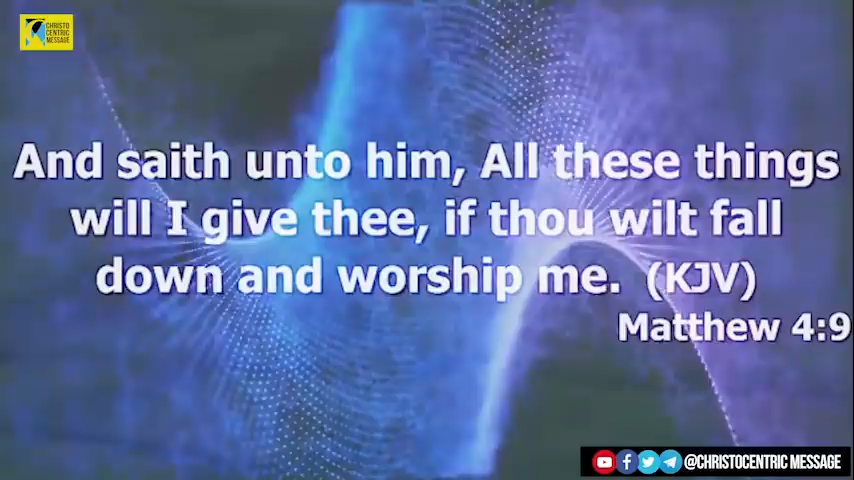 CHRISTO
CENTRIC
MESSAGE
And saith unto him, All these things
will I give thee, if thou wilt fall
down and worship me. (KJV)
Matthew 4:9
@CHRISTOCENTRIC MESSAGE